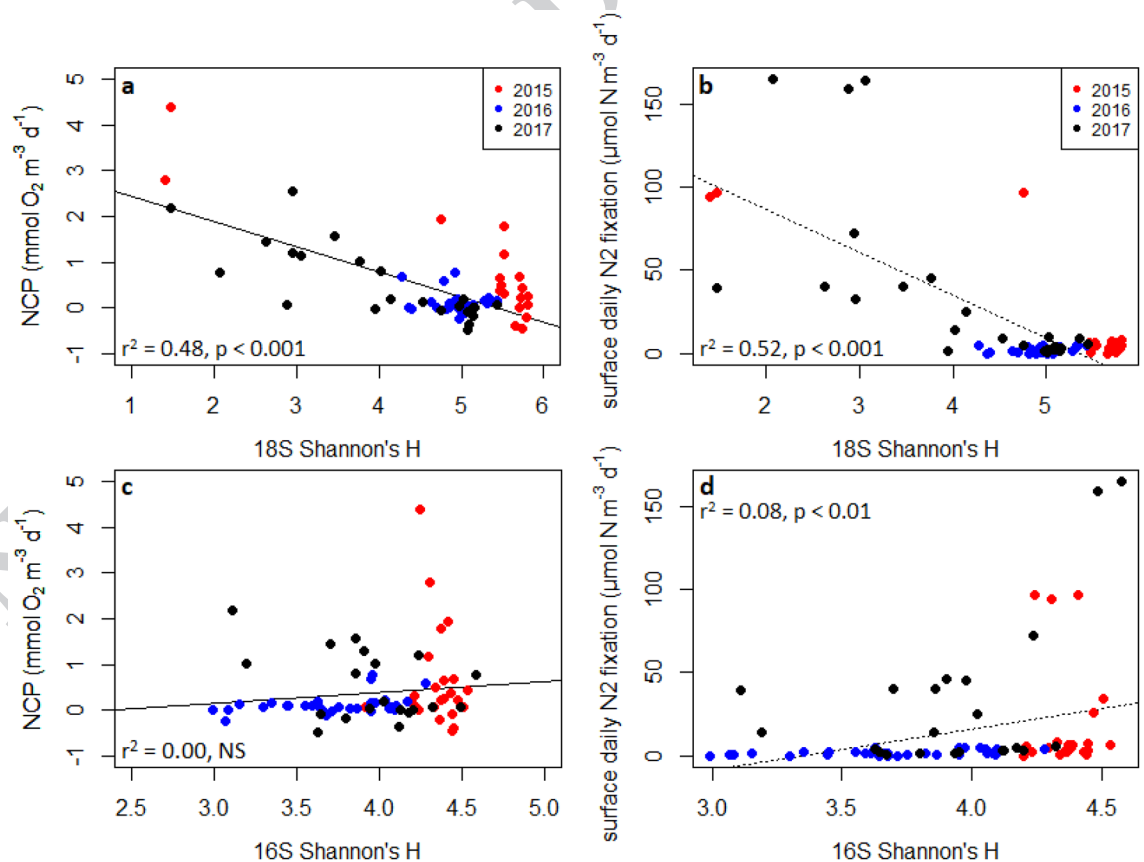 a
5
4
3
2
1
0
-1
NCP (mmol O2 m-3 d-1)
2015
2016
2017
r2 = 0.48, p < 0.001
1 2 3 4 5 6
18S Shannon's H
b
150
100
50
0
surface daily N2 fixation (µmol N m-3 d-1)
2015
2016
2017
r2 = 0.52, p < 0.001
2 3 4 5
18S Shannon's H
c
5
4
3
2
1
0
-1
NCP (mmol O2 m-3 d-1)
r2 = 0.00, NS
2.5 3.0 3.5 4.0 4.5 5.0
16S Shannon's H
d
r2 = 0.08, p < 0.01
150
100
50
0
surface daily N2 fixation (µmol N m-3 d-1)
3.0 3.5 4.0 4.5
16S Shannon's H